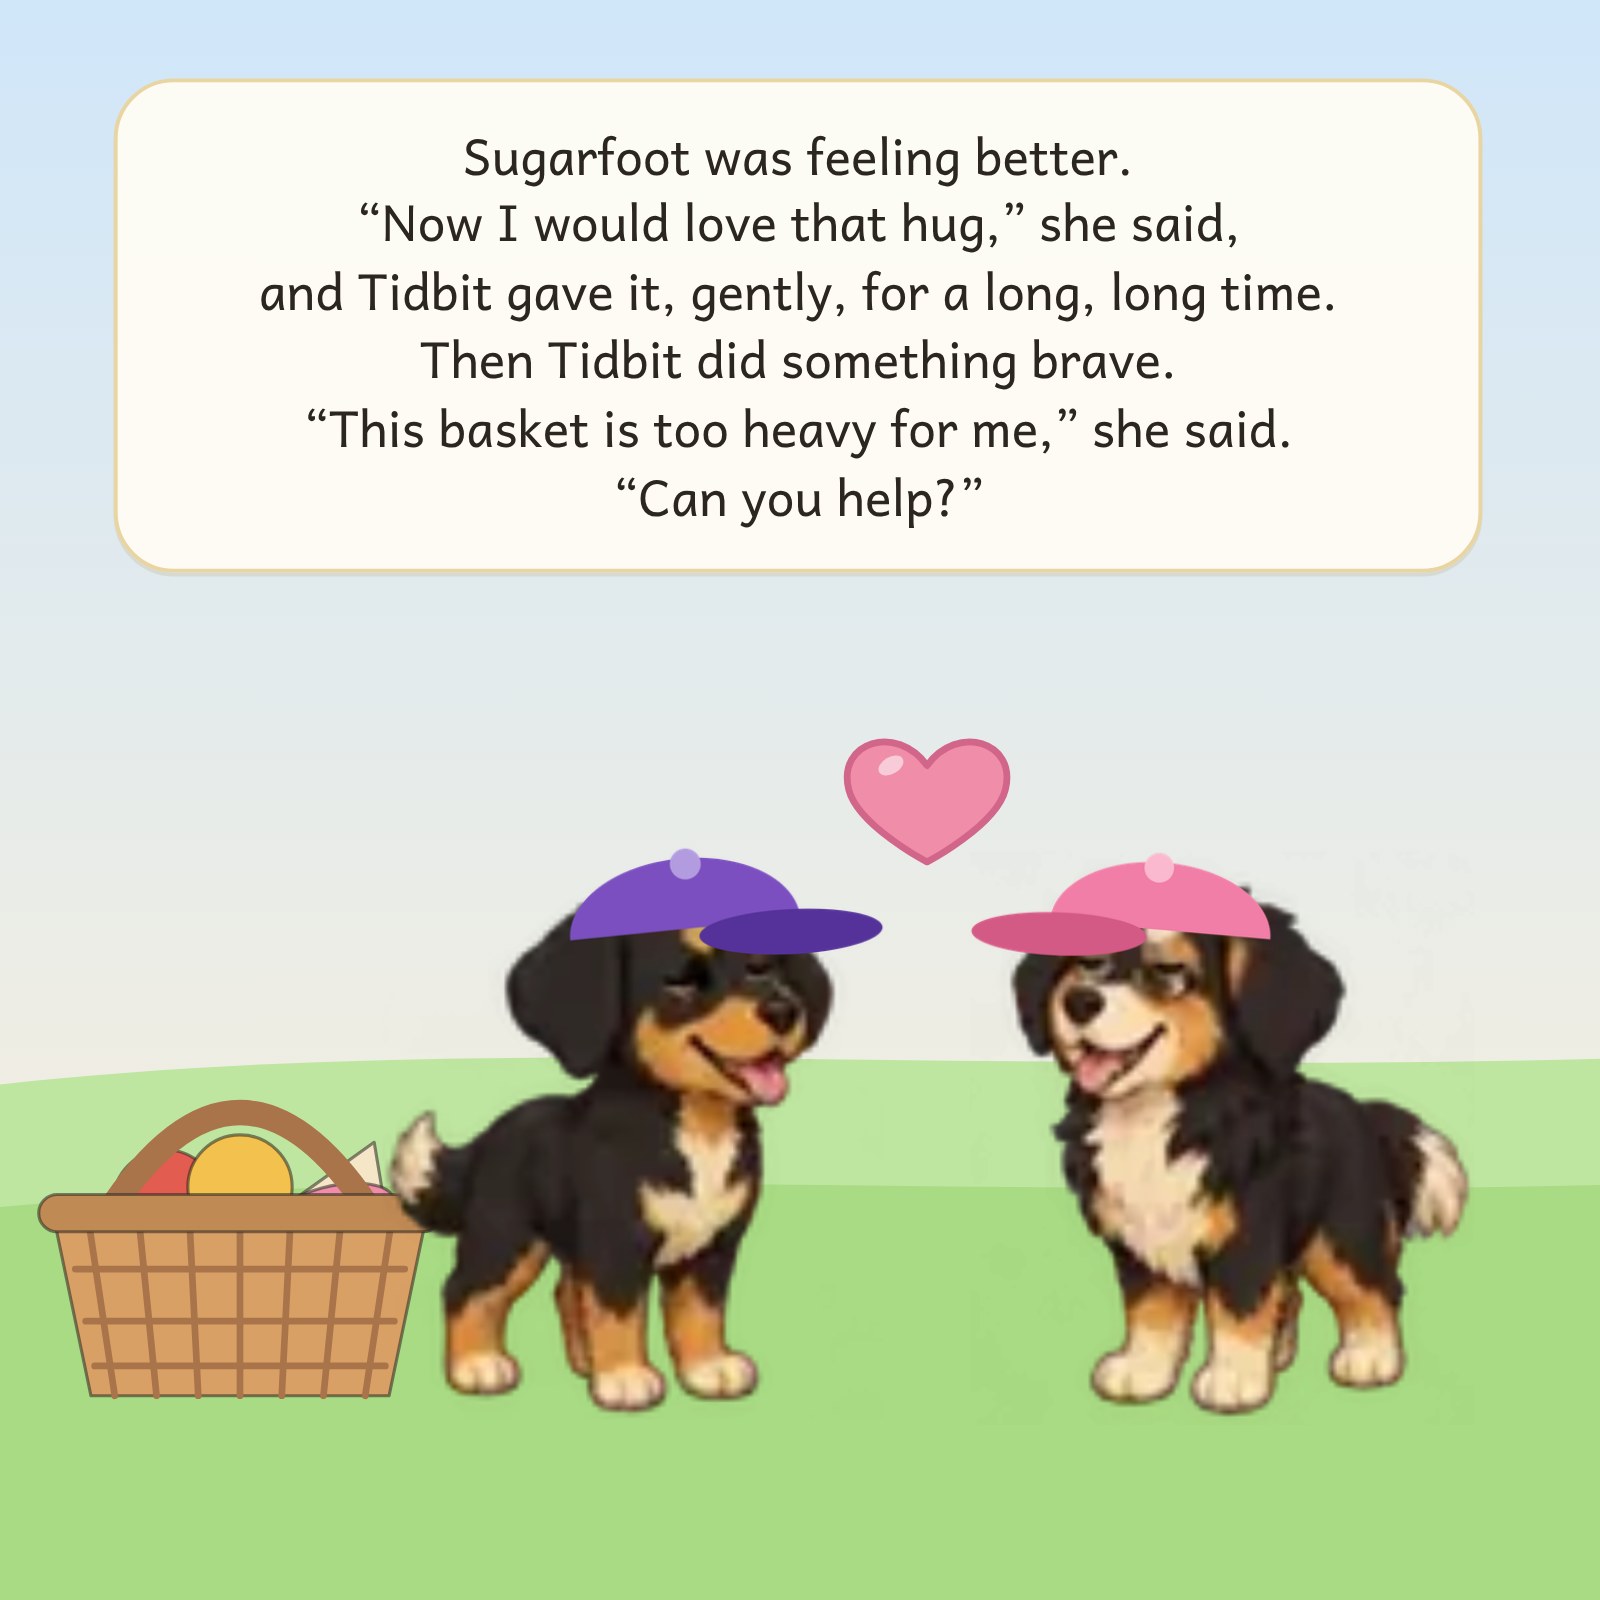 Sugarfoot was feeling better.
“Now I would love that hug,” she said,
and Tidbit gave it, gently, for a long, long time.
Then Tidbit did something brave.
“This basket is too heavy for me,” she said.
“Can you help?”